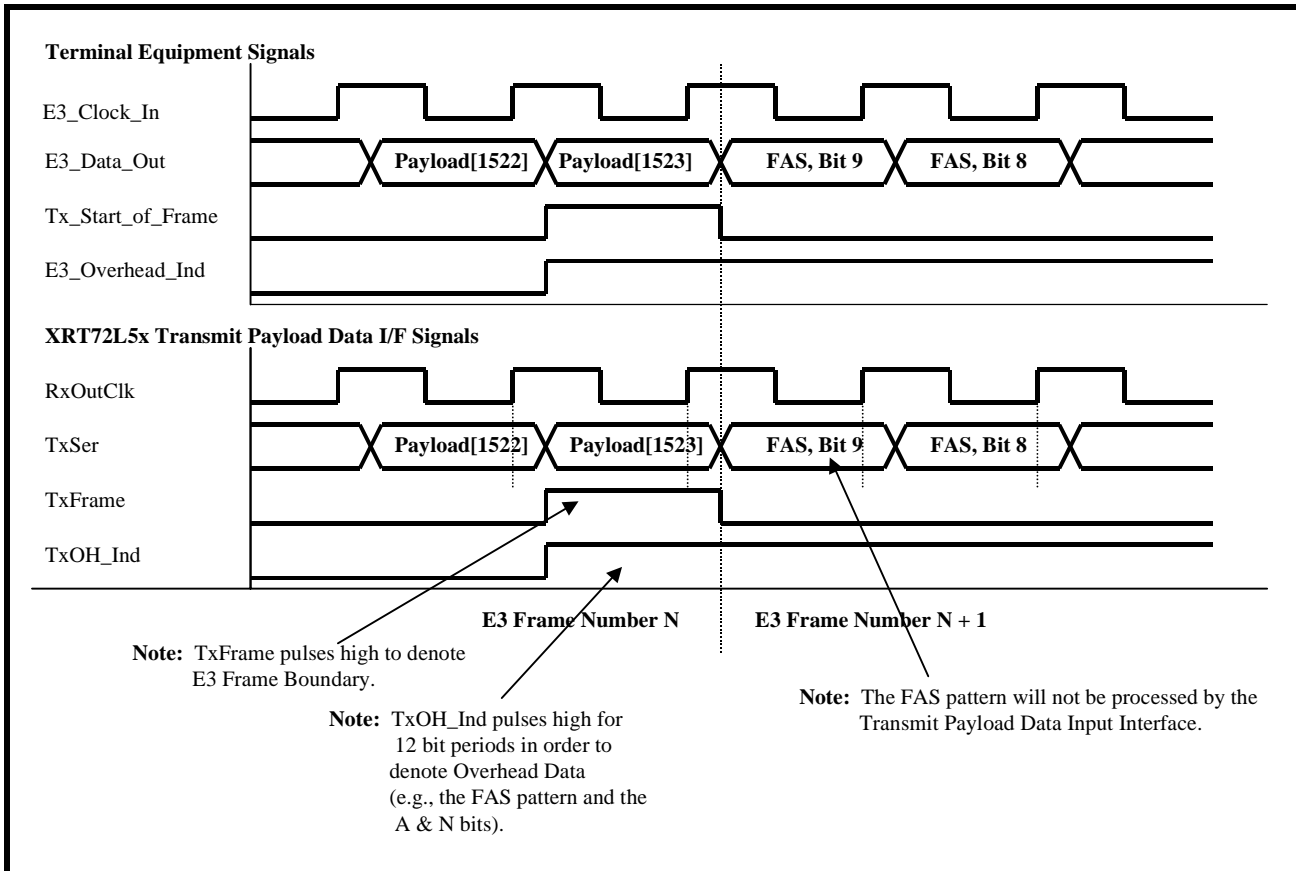 Terminal Equipment Signals
E3_Clock_In
E3_Data_Out Payload[1522] Payload[1523] FAS, Bit 9 FAS, Bit 8
Tx_Start_of_Frame
E3_Overhead_Ind
XRT72L5x Transmit Payload Data I/F Signals
RxOutClk
TxSer Payload[1522] Payload[1523] FAS, Bit 9 FAS, Bit 8
TxFrame
TxOH_Ind
E3 Frame Number N E3 Frame Number N + 1
Note: TxFrame pulses high to denote
E3 Frame Boundary.
Note: TxOH_Ind pulses high for
12 bit periods in order to
denote Overhead Data
(e.g., the FAS pattern and the
A & N bits).
Note: The FAS pattern will not be processed by the
Transmit Payload Data Input Interface.